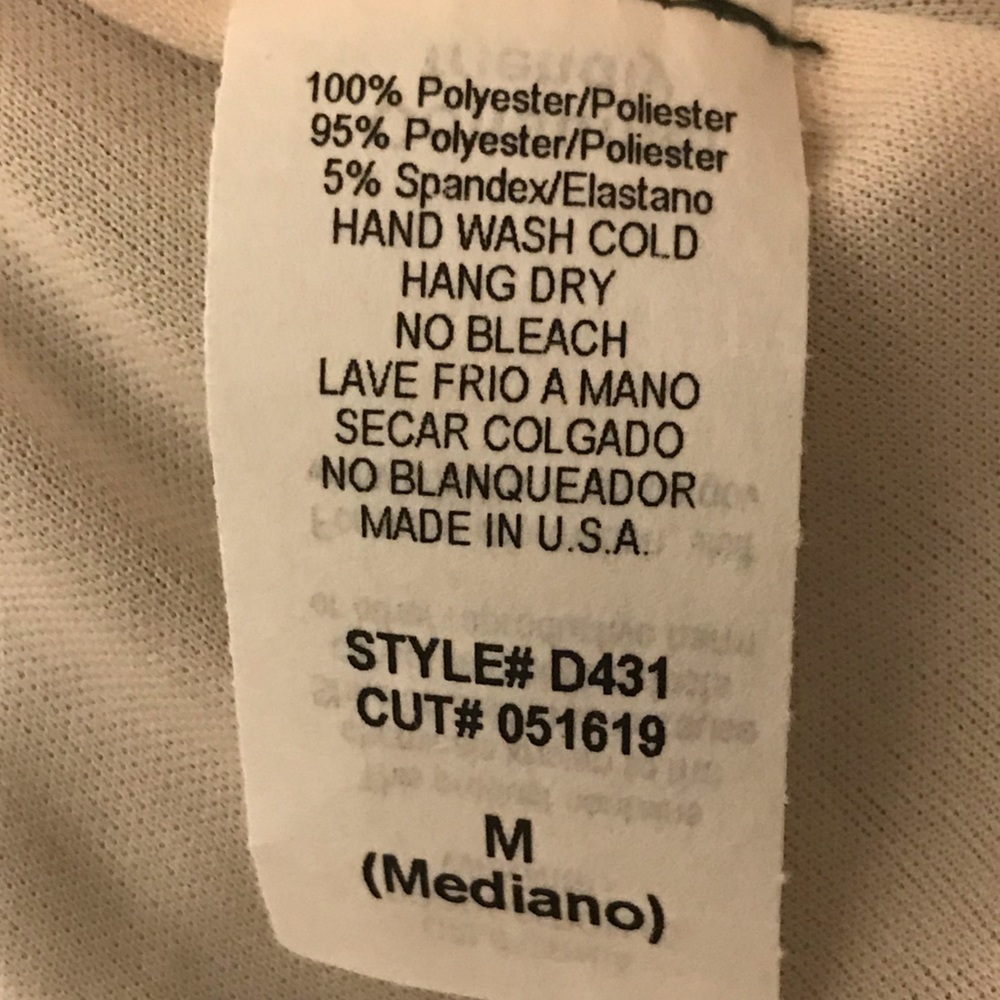 100% Polyester/Poliester
95% Polyester/Poliester
5% Spandex/Elastano
HAND WASH COLD
HANG DRY
NO BLEACH
LAVE FRIO A MANO
SECAR COLGADO
NO BLANQUEADOR
MADE IN U.S.A.
STYLE# D431
CUT# 051619
M
(Mediano)